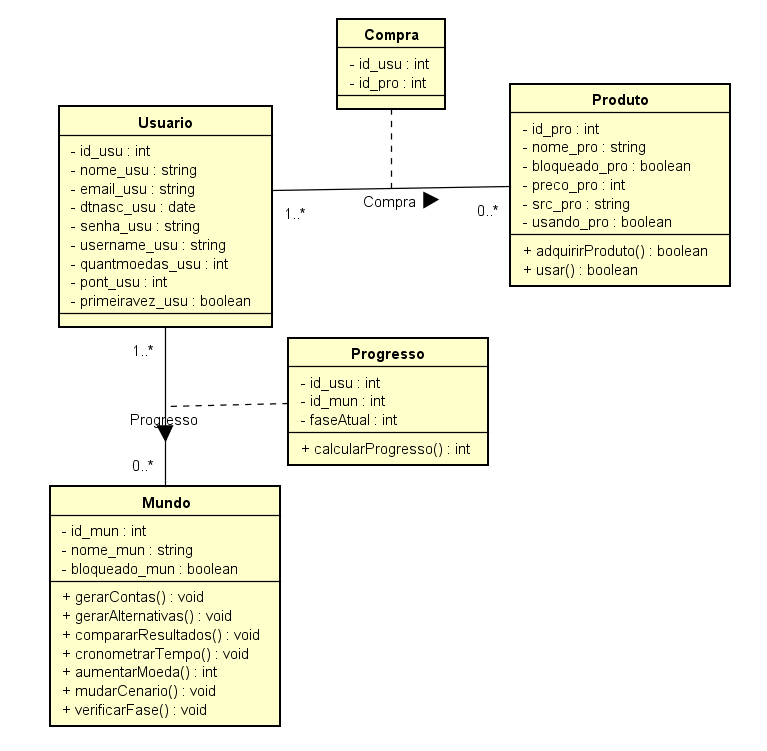 Compra
- id_usu : int
- id_pro : int
Usuario
- id_usu : int
- nome_usu : string
- email_usu : string
- dtnasc_usu : date
- senha_usu : string
- username_usu : string
- quantmoedas_usu : int
- pont_usu : int
- primeiravez_usu : boolean
Produto
- id_pro : int
- nome_pro : string
- bloqueado_pro : boolean
- preco_pro : int
- src_pro : string
- usando_pro : boolean
+ adquirirProduto() : boolean
+ usar() : boolean
1..*
Compra
0..*
1..*
Progresso
0..*
Progresso
- id_usu : int
- id_mun : int
- faseAtual : int
+ calcularProgresso() : int
Mundo
- id_mun : int
- nome_mun : string
- bloqueado_mun : boolean
+ gerarContas() : void
+ gerarAlternativas() : void
+ compararResultados() : void
+ cronometrarTempo() : void
+ aumentarMoeda() : int
+ mudarCenario() : void
+ verificarFase() : void